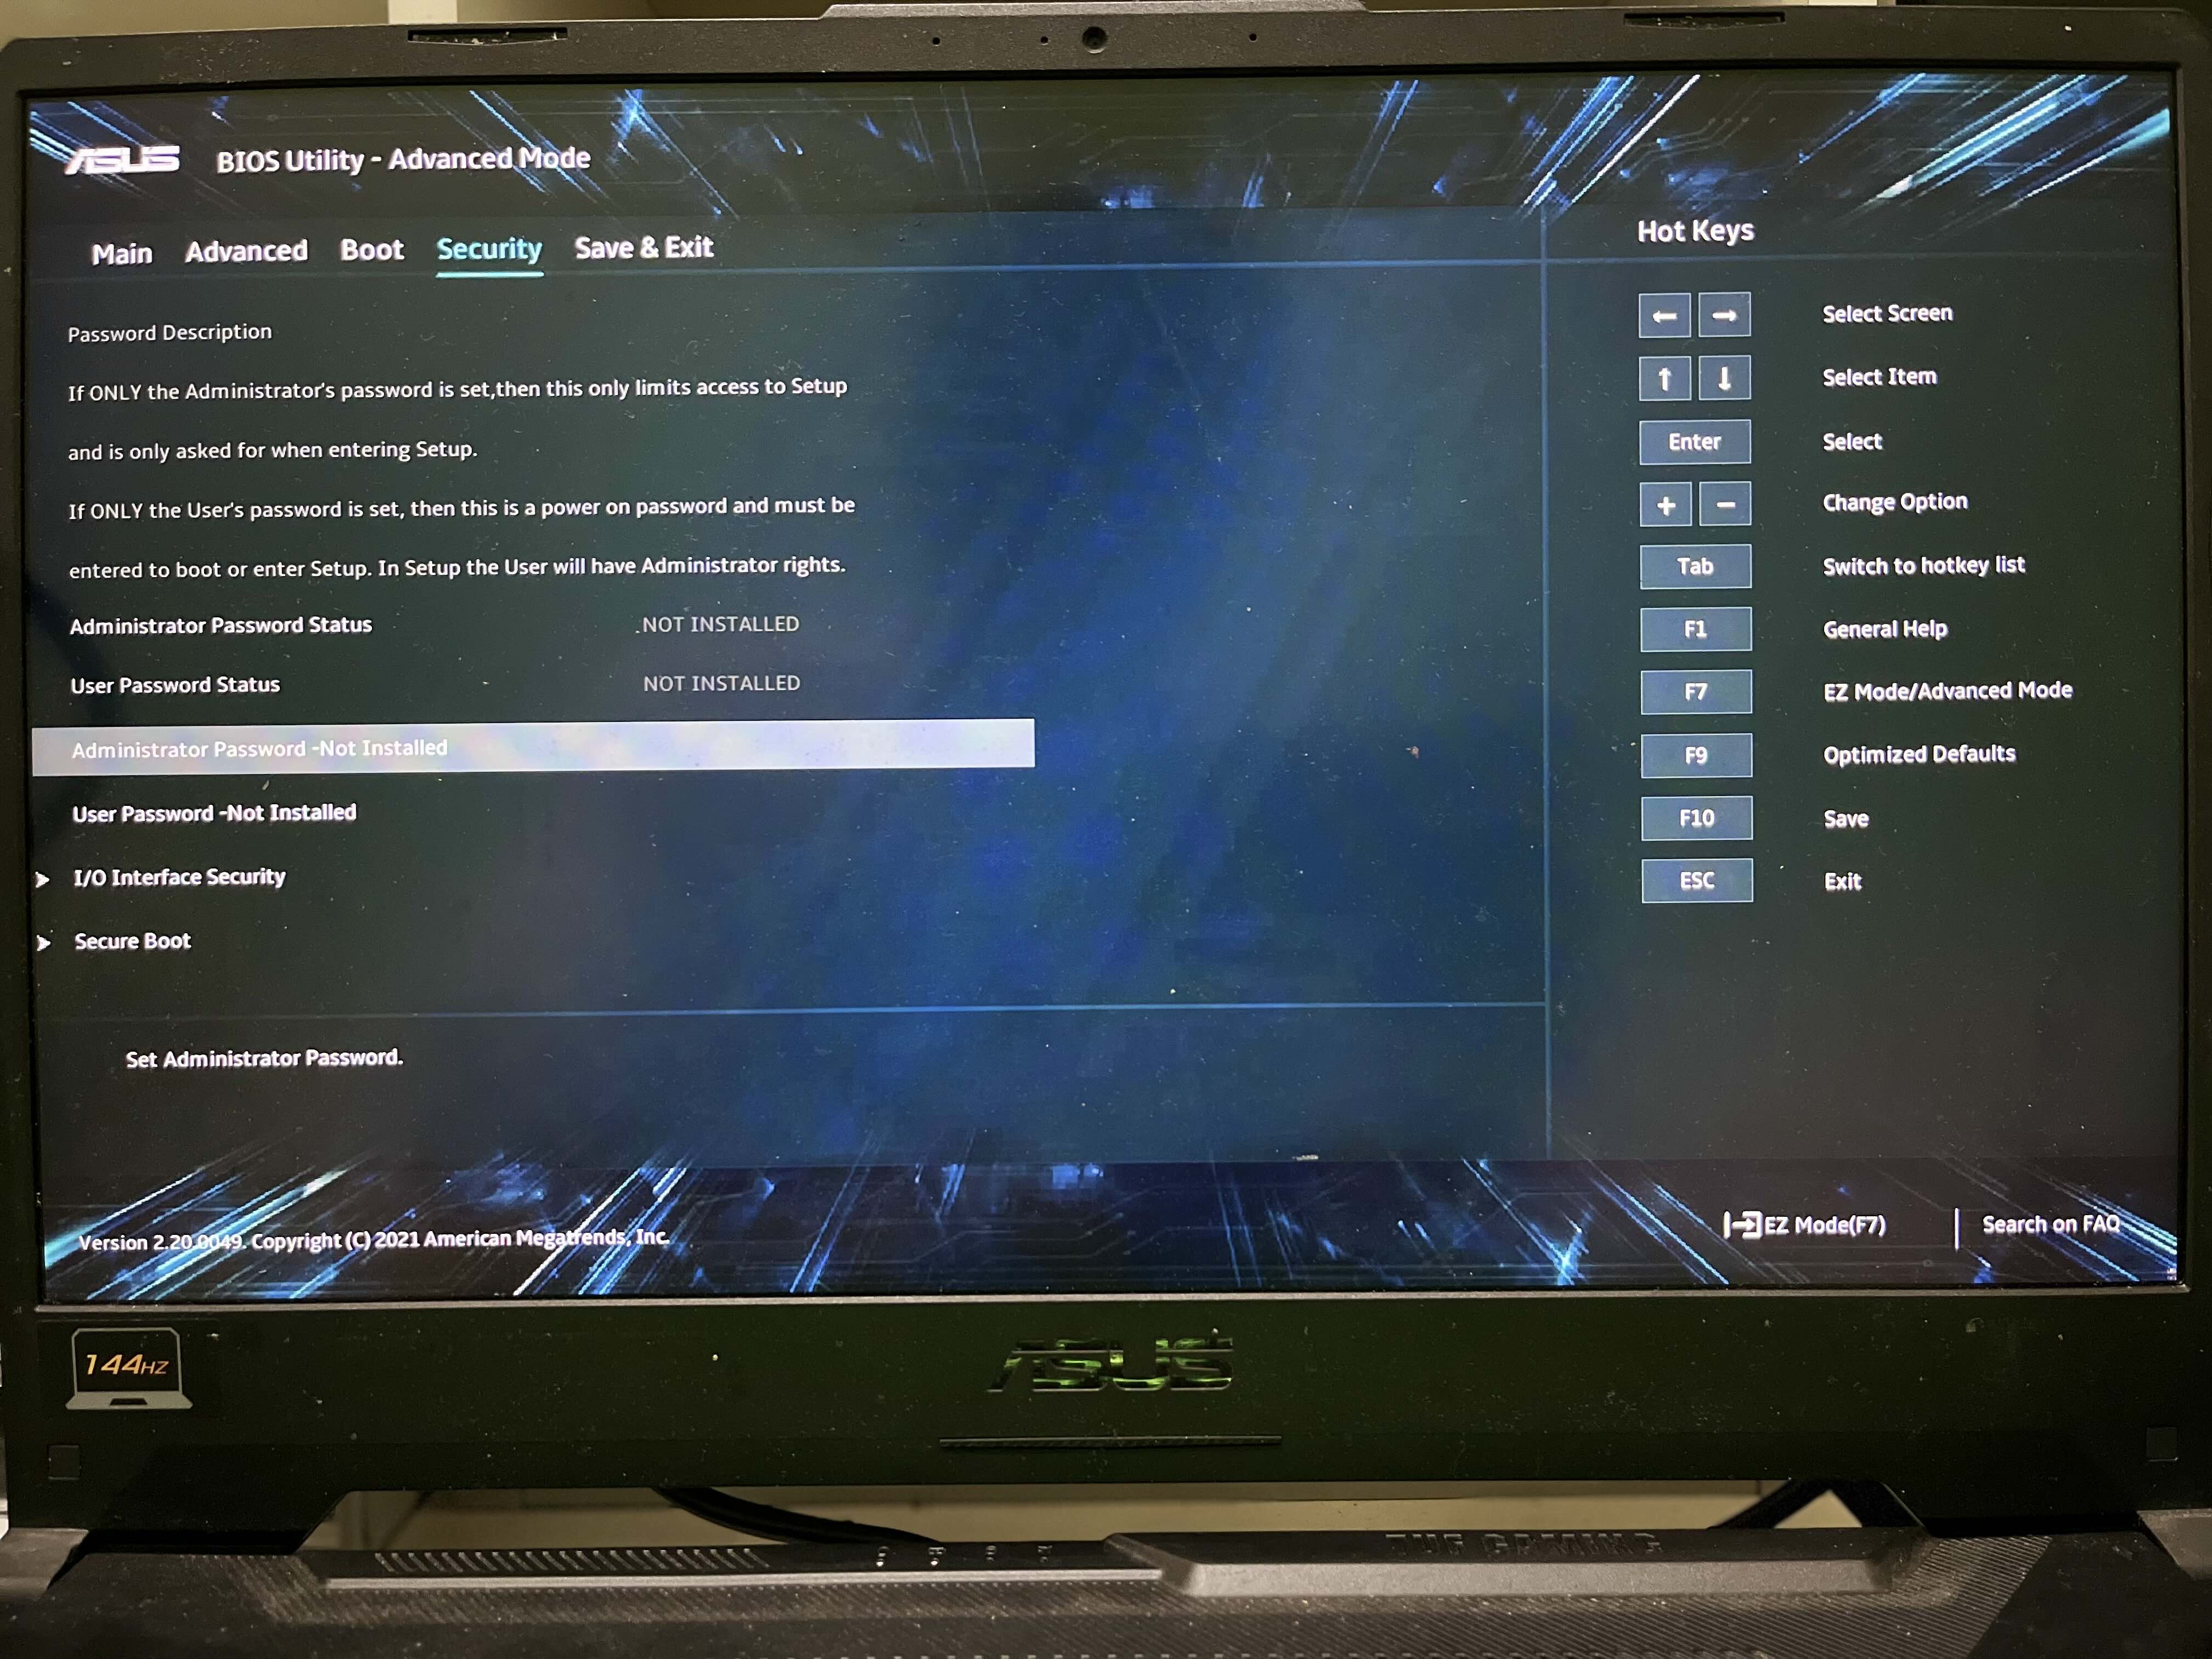 ASUS BIOS Utility - Advanced Mode
Main Advanced Boot Security Save & Exit
Password Description
If ONLY the Administrator's password is set,then this only limits access to Setup
and is only asked for when entering Setup.
If ONLY the User's password is set, then this is a power on password and must be
entered to boot or enter Setup. In Setup the User will have Administrator rights.
Administrator Password Status NOT INSTALLED
User Password Status NOT INSTALLED
Administrator Password -Not Installed
User Password -Not Installed
I/O Interface Security
Secure Boot
Set Administrator Password.
Hot Keys
← → Select Screen
↑ ↓ Select Item
Enter Select
+ - Change Option
Tab Switch to hotkey list
F1 General Help
F7 EZ Mode/Advanced Mode
F9 Optimized Defaults
F10 Save
ESC Exit
Version 2.20.0049. Copyright (C) 2021 American Megatrends, Inc.
EZ Mode(F7) | Search on FAQ
144HZ
ASUS
TUF GAMING